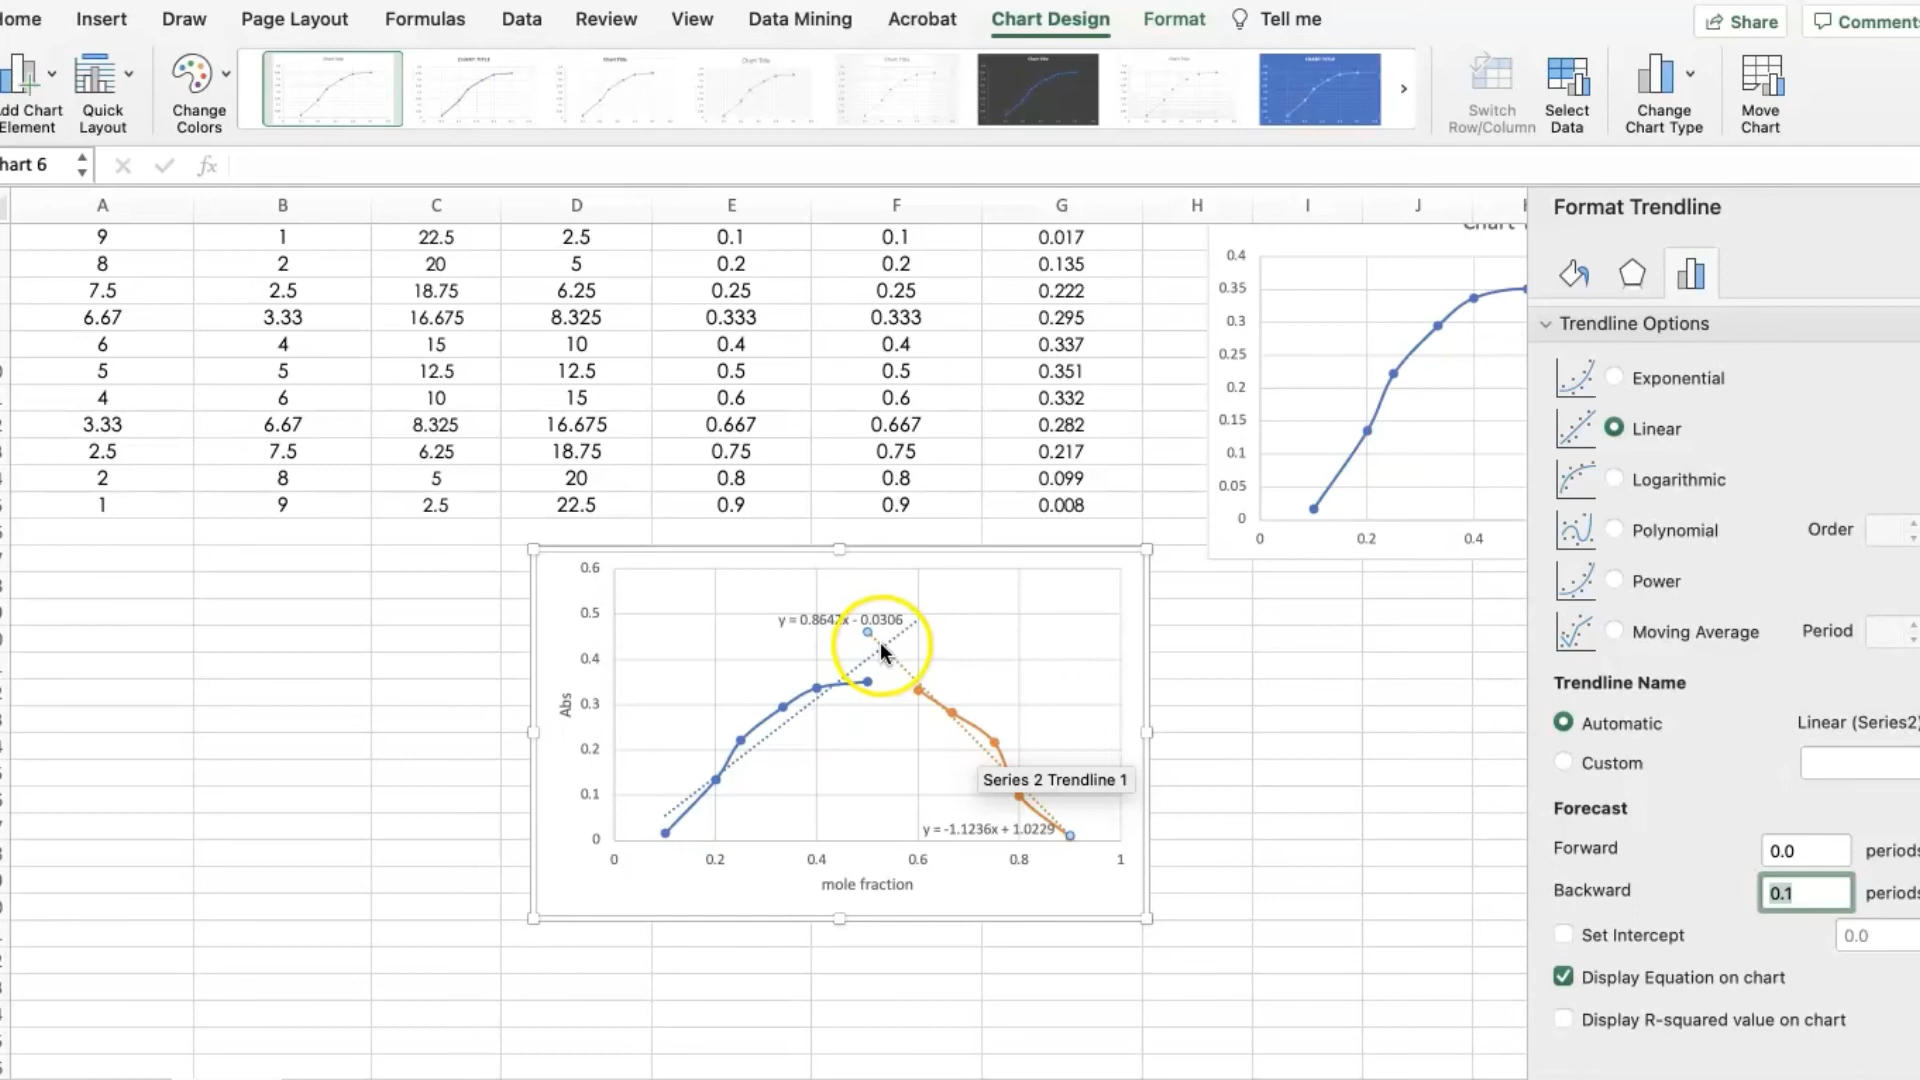 Home Insert Draw Page Layout Formulas Data Review View Data Mining Acrobat Chart Design Format Tell me Share Comments
Add Chart Element
Quick Layout
Change Colors
Switch Row/Column
Select Data
Change Chart Type
Move Chart
hart 6
fx
A B C D E F G H I J
9 1 22.5 2.5 0.1 0.1 0.017
8 2 20 5 0.2 0.2 0.135
7.5 2.5 18.75 6.25 0.25 0.25 0.222
6.67 3.33 16.675 8.325 0.333 0.333 0.295
6 4 15 10 0.4 0.4 0.337
5 5 12.5 12.5 0.5 0.5 0.351
4 6 10 15 0.6 0.6 0.332
3.33 6.67 8.325 16.675 0.667 0.667 0.282
2.5 7.5 6.25 18.75 0.75 0.75 0.217
2 8 5 20 0.8 0.8 0.099
1 9 2.5 22.5 0.9 0.9 0.008
Chart
0.4
0.35
0.3
0.25
0.2
0.15
0.1
0.05
0
0 0.2 0.4
0.6
0.5
0.4
0.3
0.2
0.1
0
Abs
y = 0.8647x - 0.0306
Series 2 Trendline 1
y = -1.1236x + 1.0229
0 0.2 0.4 0.6 0.8 1
mole fraction
Format Trendline
Trendline Options
Exponential
Linear
Logarithmic
Polynomial Order
Power
Moving Average Period
Trendline Name
Automatic Linear (Series2)
Custom
Forecast
Forward 0.0 periods
Backward 0.1 periods
Set Intercept 0.0
Display Equation on chart
Display R-squared value on chart